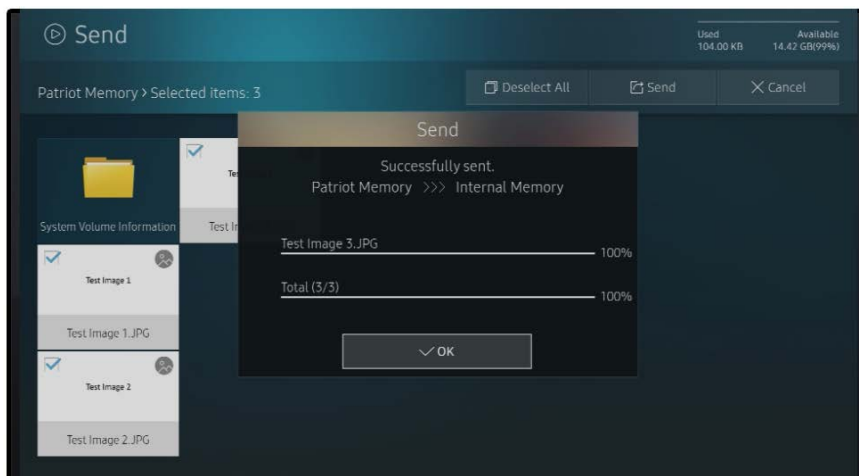 Send
Used
Available
104.00 KB
14.42 GB(99%)
Patriot Memory > Selected items: 3
Deselect All
Send
Cancel
Send
Successfully sent.
Patriot Memory >>> Internal Memory
Test Image 3.JPG
100%
Total (3/3)
100%
OK
System Volume Information
Test Image 1
Test Image 1.JPG
Test Image 2
Test Image 2.JPG